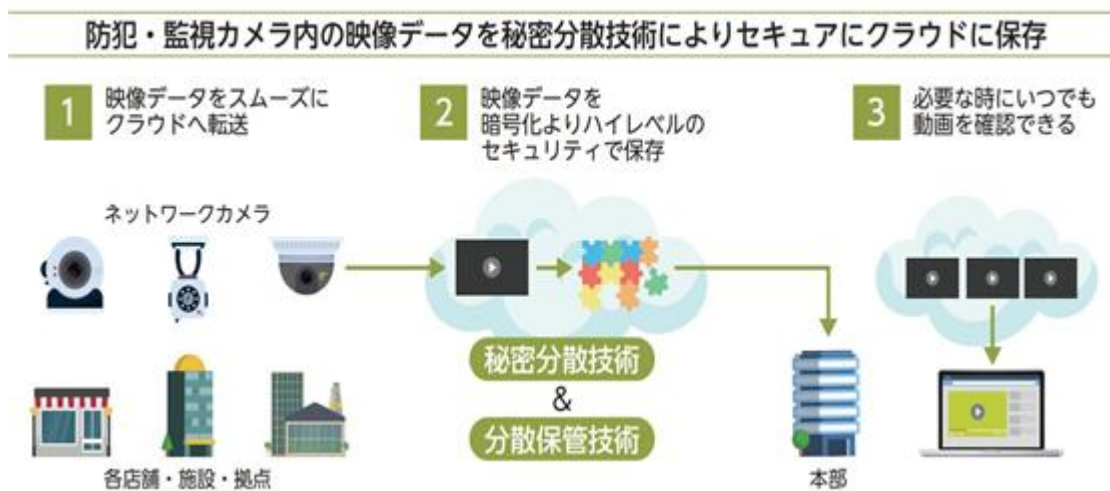 防犯・監視カメラ内の映像データを秘密分散技術によりセキュアにクラウドに保存
1
映像データをスムーズに
クラウドへ転送
2
映像データを
暗号化よりハイレベルの
セキュリティで保存
3
必要な時にいつでも
動画を確認できる
ネットワークカメラ
秘密分散技術
&
分散保管技術
各店舗・施設・拠点
本部